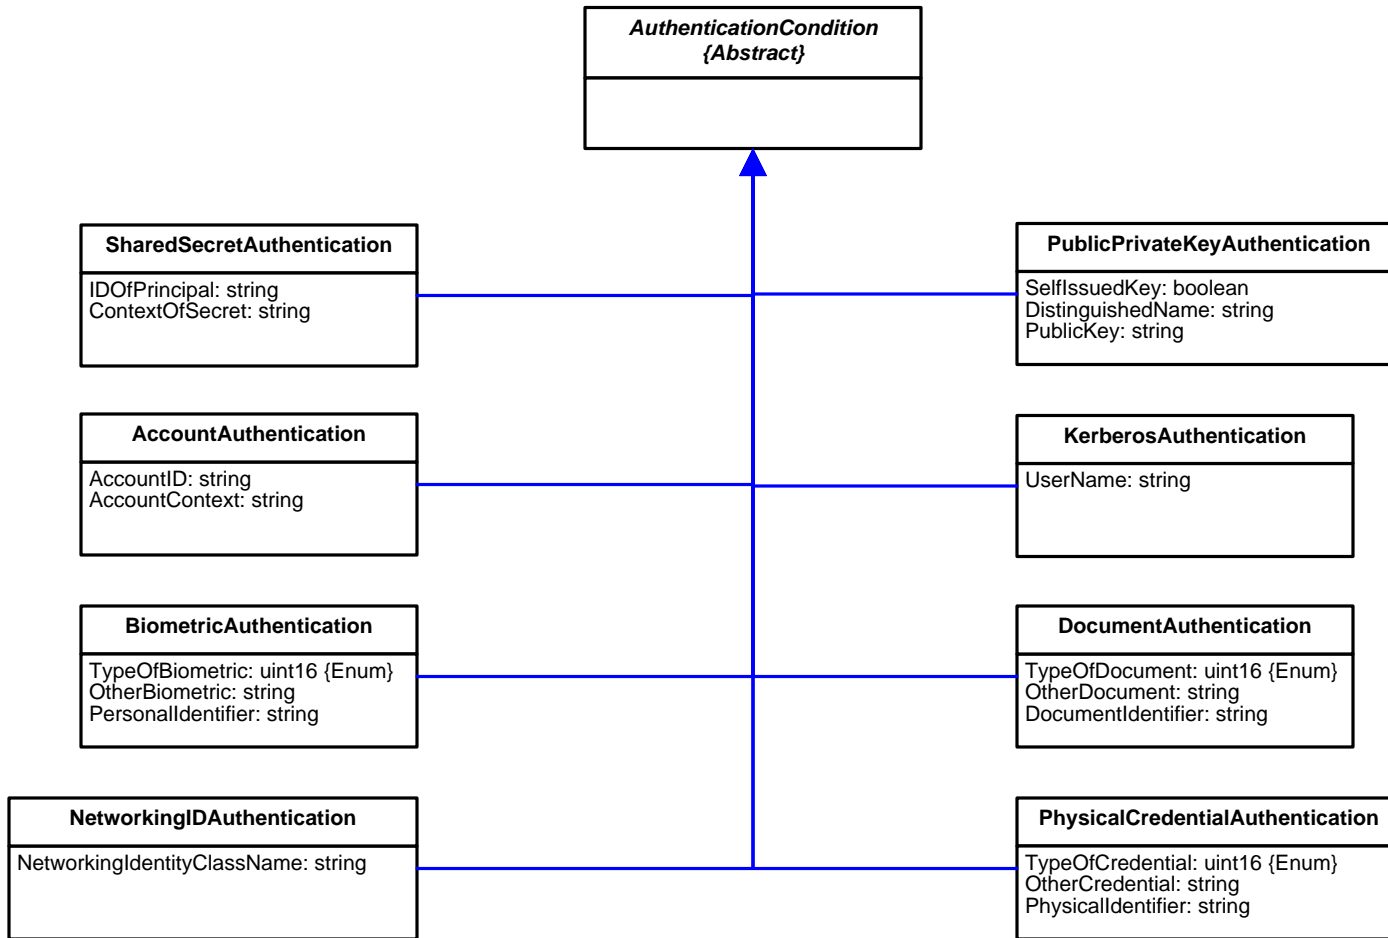 AuthenticationCondition
{Abstract}
SharedSecretAuthentication
IDOfPrincipal: string
ContextOfSecret: string
PublicPrivateKeyAuthentication
SelfIssuedKey: boolean
DistinguishedName: string
PublicKey: string
AccountAuthentication
AccountID: string
AccountContext: string
KerberosAuthentication
UserName: string
BiometricAuthentication
TypeOfBiometric: uint16 {Enum}
OtherBiometric: string
PersonalIdentifier: string
DocumentAuthentication
TypeOfDocument: uint16 {Enum}
OtherDocument: string
DocumentIdentifier: string
NetworkingIDAuthentication
NetworkingIdentityClassName: string
PhysicalCredentialAuthentication
TypeOfCredential: uint16 {Enum}
OtherCredential: string
PhysicalIdentifier: string